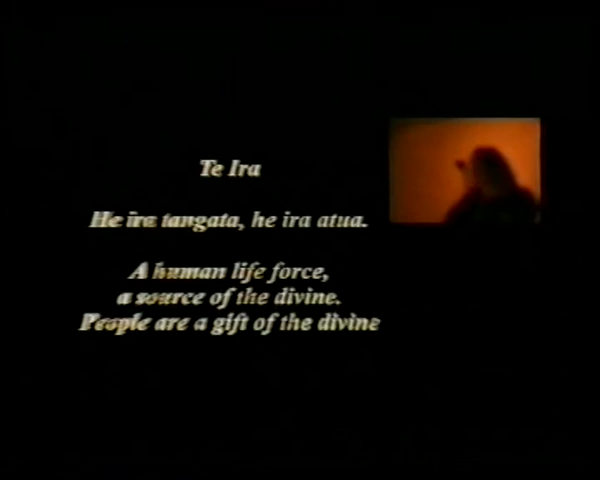 Te Ira
He ira tangata, he ira atua.
A human life force,
a source of the divine.
People are a gift of the divine